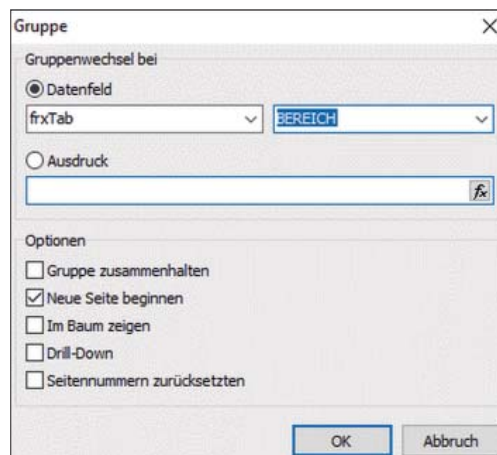 Gruppe
Gruppenwechsel bei
Datenfeld
frxTab BEREICH
Ausdruck
fx
Optionen
Gruppe zusammenhalten
Neue Seite beginnen
Im Baum zeigen
Drill-Down
Seitennummern zurücksetzten
OK Abbruch